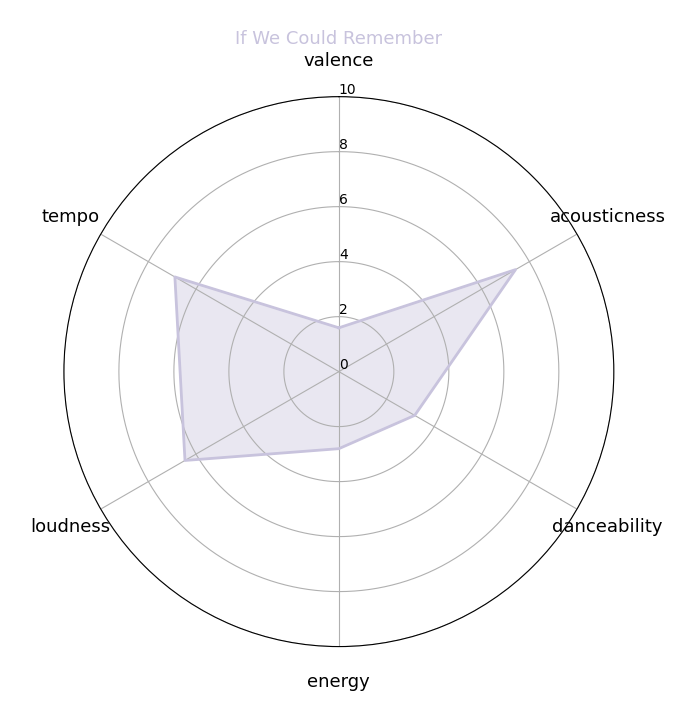 If We Could Remember
valence
10
8
tempo
6
acousticness
4
2
0
loudness
danceability
energy